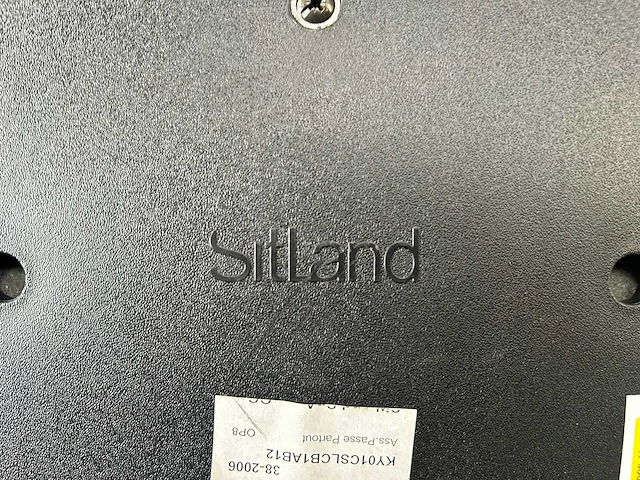 SitLand
38-2006
KY01CSLCB1AB12
Ass.Passe Partout
OP8